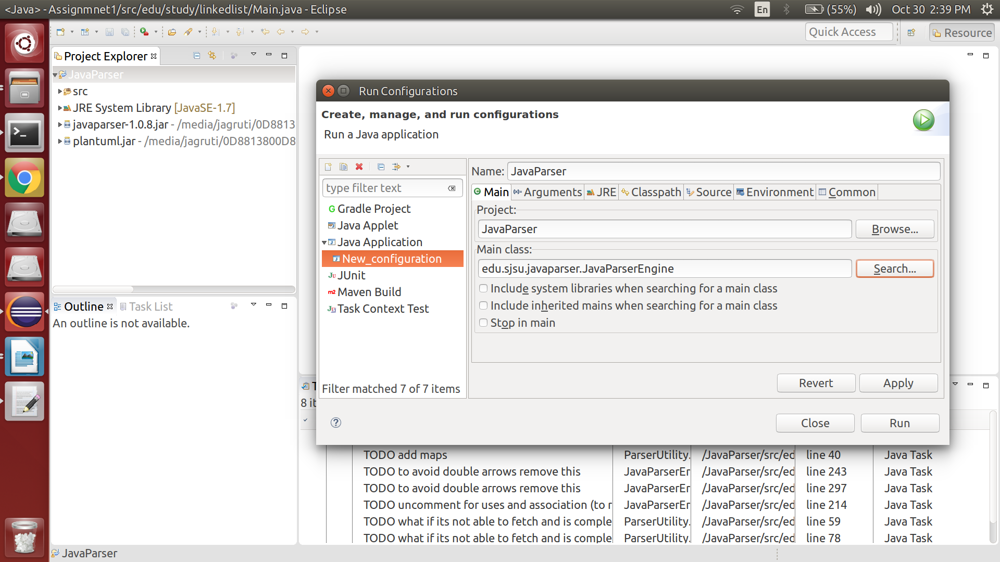 <Java> - Assignmnet1/src/edu/study/linkedlist/Main.java - Eclipse
En
(55%)
Oct 30 2:39 PM
Quick Access
Resource
Project Explorer
JavaParser
src
JRE System Library [JavaSE-1.7]
javaparser-1.0.8.jar - /media/jagruti/0D8813
plantuml.jar - /media/jagruti/0D8813800D8
Outline
Task List
An outline is not available.
Run Configurations
Create, manage, and run configurations
Run a Java application
type filter text
Gradle Project
Java Applet
Java Application
New_configuration
JUnit
Maven Build
Task Context Test
Filter matched 7 of 7 items
Name: JavaParser
Main
Arguments
JRE
Classpath
Source
Environment
Common
Project:
JavaParser
Browse...
Main class:
edu.sjsu.javaparser.JavaParserEngine
Search...
Include system libraries when searching for a main class
Include inherited mains when searching for a main class
Stop in main
Revert
Apply
Close
Run
T
8 it
TODO add maps ParserUtility. /JavaParser/src/ed line 40 Java Task
TODO to avoid double arrows remove this JavaParserEr /JavaParser/src/ed line 243 Java Task
TODO to avoid double arrows remove this JavaParserEr /JavaParser/src/ed line 297 Java Task
TODO uncomment for uses and association (to r JavaParserEr /JavaParser/src/ed line 214 Java Task
TODO what if its not able to fetch and is comple ParserUtility. /JavaParser/src/ed line 59 Java Task
TODO what if its not able to fetch and is comple ParserUtility. /JavaParser/src/ed line 78 Java Task
JavaParser